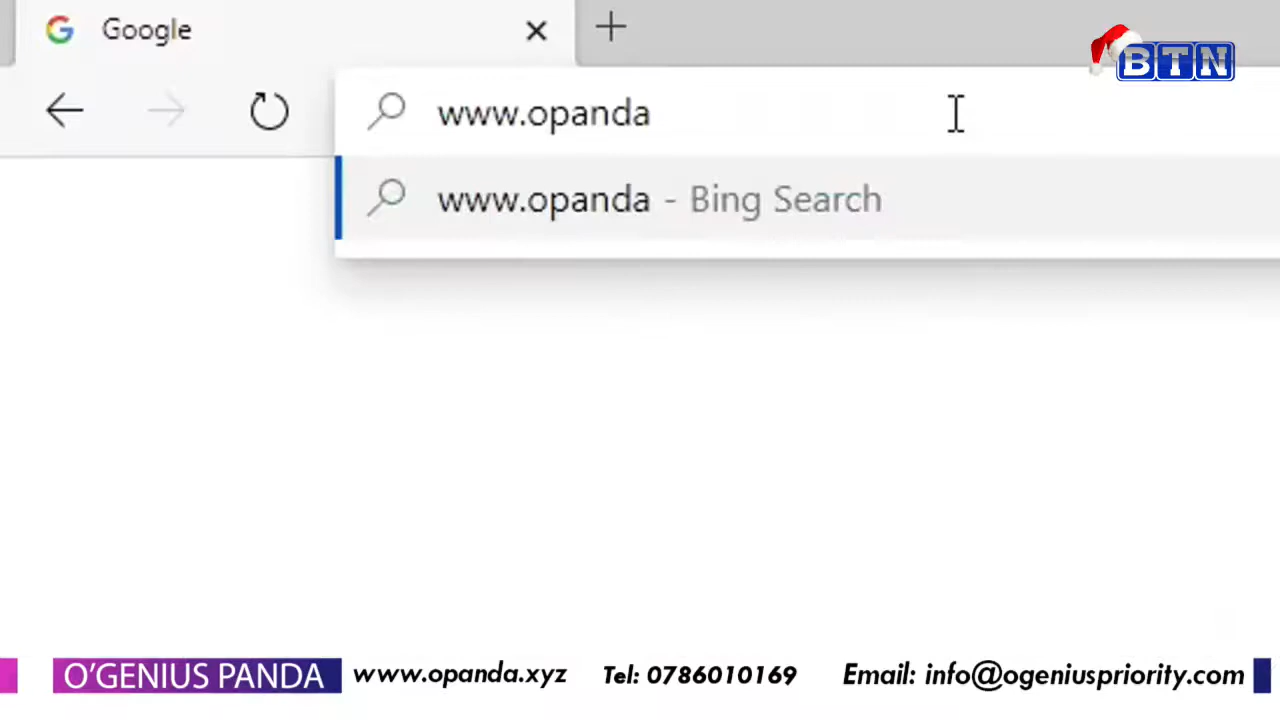 Google
BTN
www.opanda
www.opanda - Bing Search
O'GENIUS PANDA www.opanda.xyz Tel: 0786010169 Email: info@ogeniuspriority.com